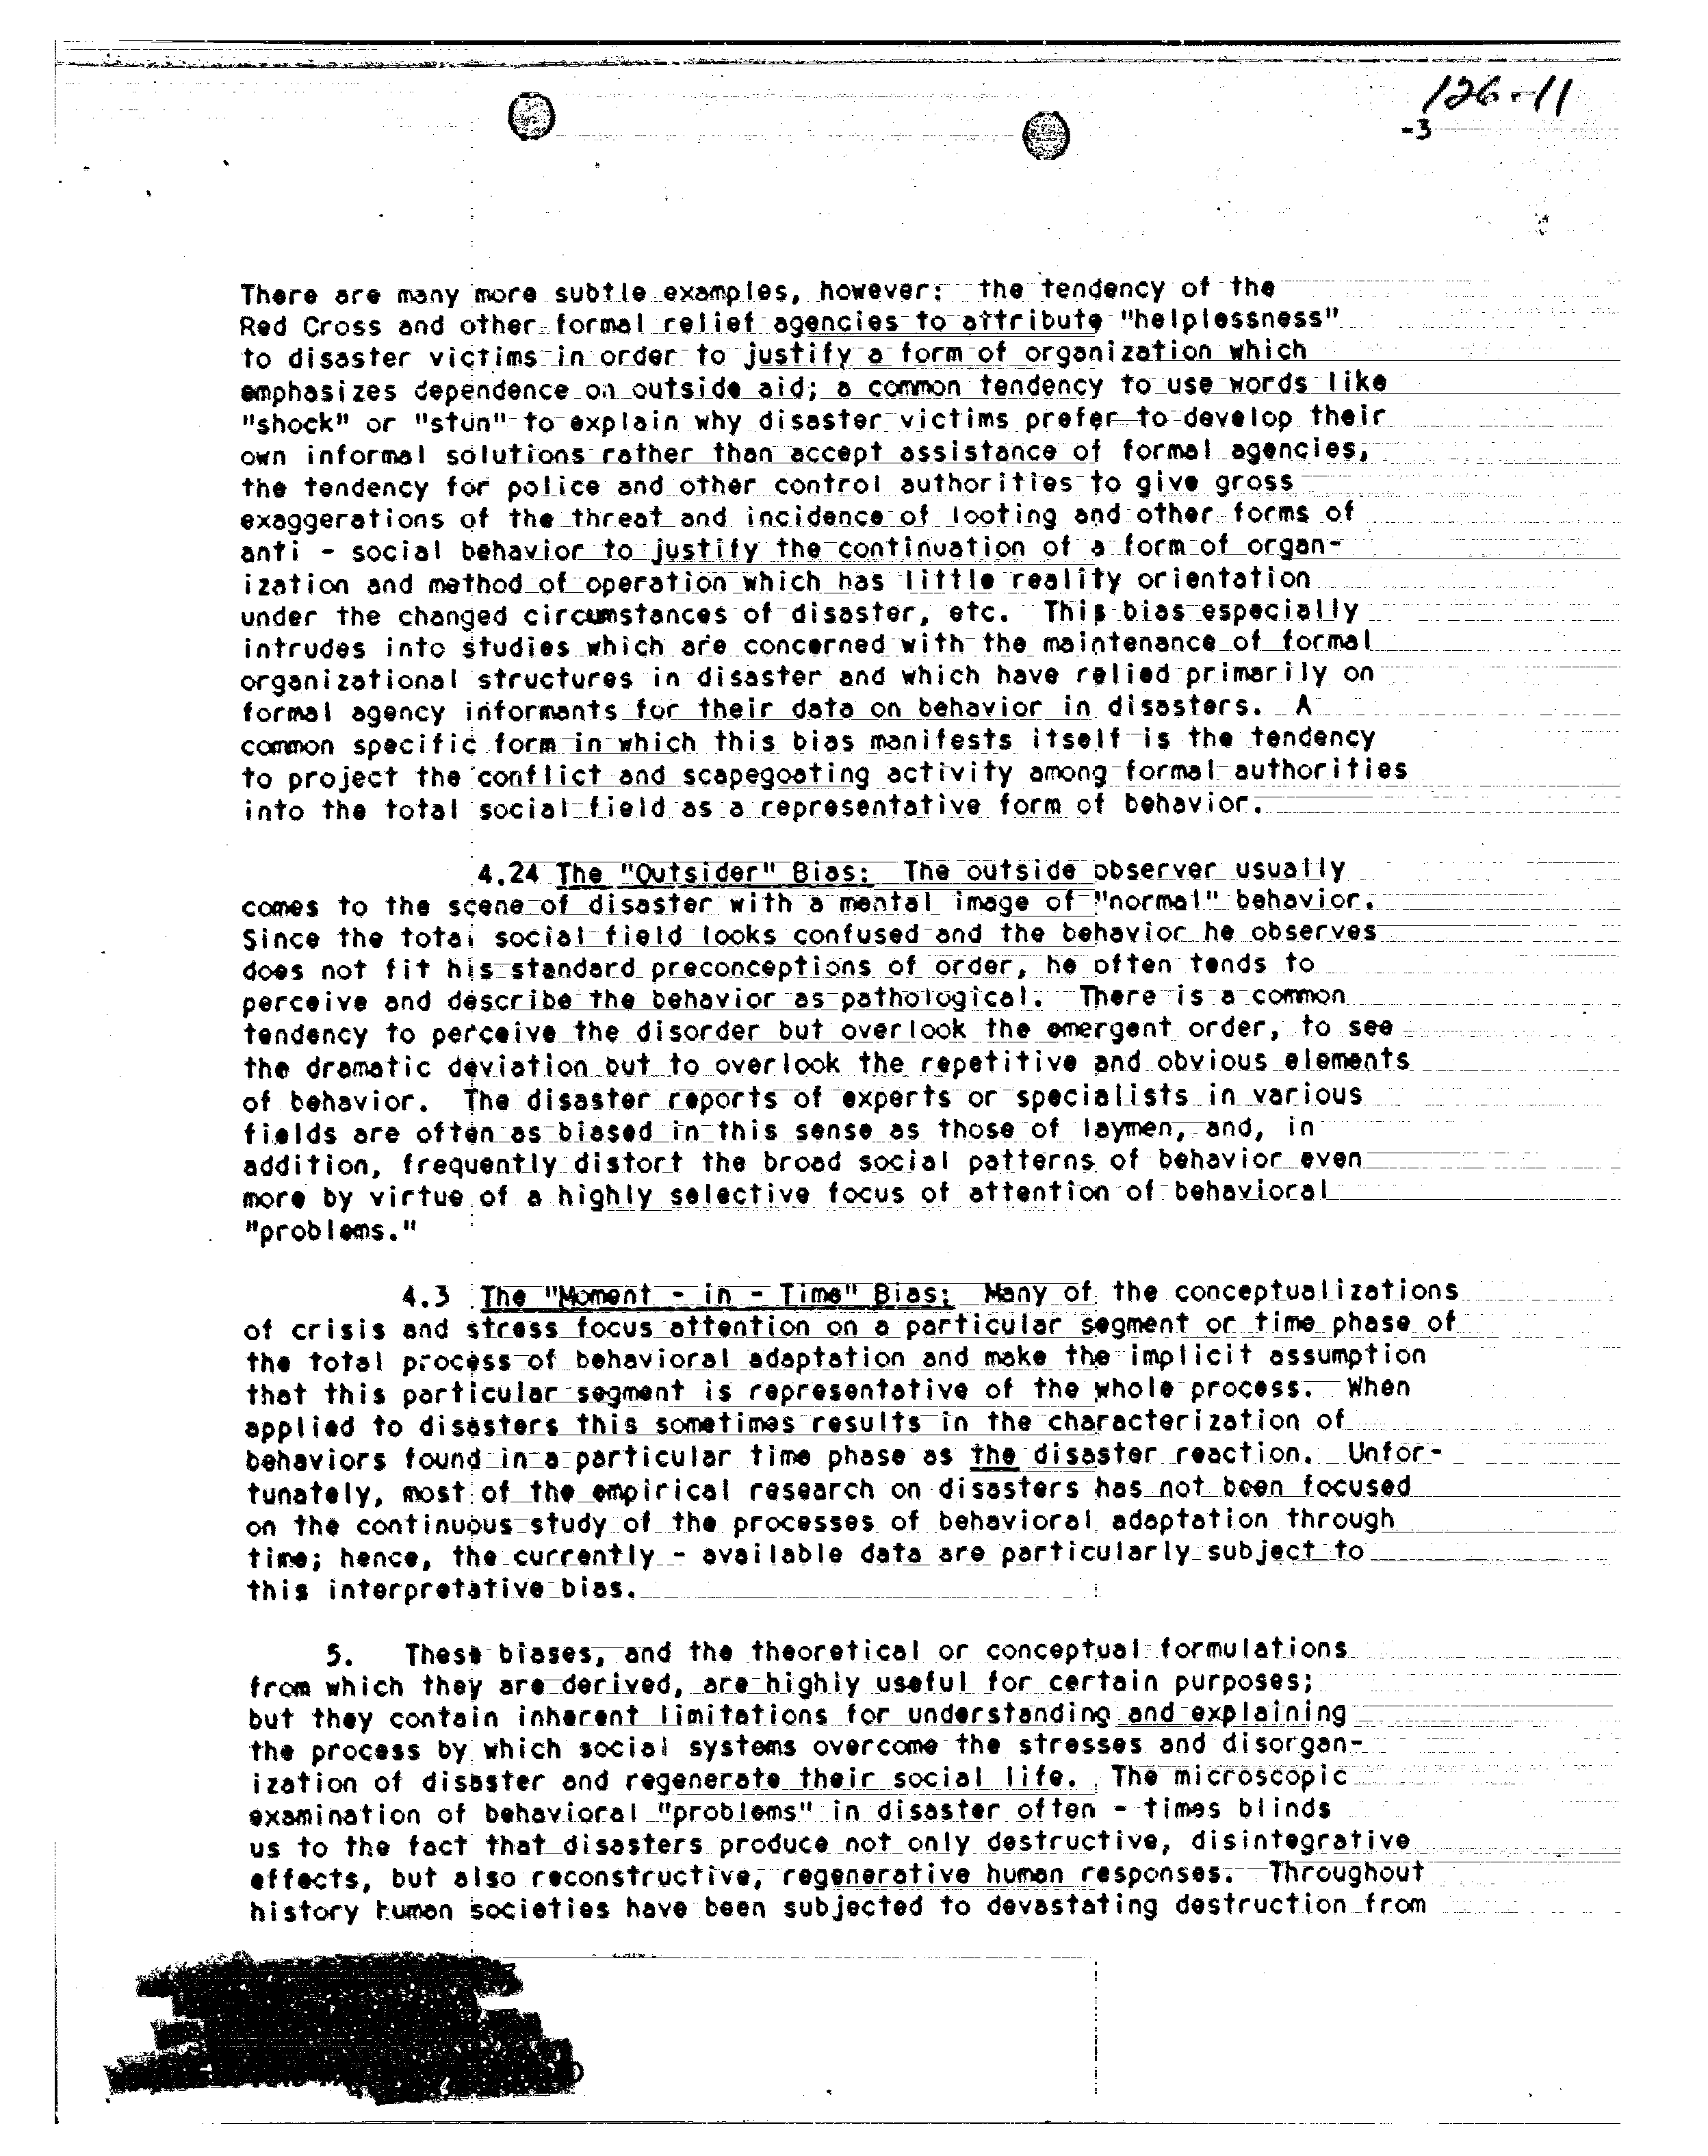 126-11
-3
There are many more subtle examples, however: the tendency of the
Red Cross and other formal relief agencies to attribute "helplessness"
to disaster victims in order to justify a form of organization which
emphasizes dependence on outside aid; a common tendency to use words like
"shock" or "stun" to explain why disaster victims prefer to develop their
own informal solutions rather than accept assistance of formal agencies,
the tendency for police and other control authorities to give gross
exaggerations of the threat and incidence of looting and other forms of
anti - social behavior to justify the continuation of a form of organ-
ization and method of operation which has little reality orientation
under the changed circumstances of disaster, etc. This bias especially
intrudes into studies which are concerned with the maintenance of formal
organizational structures in disaster and which have relied primarily on
formal agency informants for their data on behavior in disasters. A
common specific form in which this bias manifests itself is the tendency
to project the conflict and scapegoating activity among formal authorities
into the total social field as a representative form of behavior.
4.24 The "Outsider" Bias: The outside observer usually
comes to the scene of disaster with a mental image of "normal" behavior.
Since the total social field looks confused and the behavior he observes
does not fit his standard preconceptions of order, he often tends to
perceive and describe the behavior as pathological. There is a common
tendency to perceive the disorder but overlook the emergent order, to see
the dramatic deviation but to overlook the repetitive and obvious elements
of behavior. The disaster reports of experts or specialists in various
fields are often as biased in this sense as those of laymen, and, in
addition, frequently distort the broad social patterns of behavior even
more by virtue of a highly selective focus of attention of behavioral
"problems."
4.3 The "Moment - in - Time" Bias: Many of the conceptualizations
of crisis and stress focus attention on a particular segment or time phase of
the total process of behavioral adaptation and make the implicit assumption
that this particular segment is representative of the whole process. When
applied to disasters this sometimes results in the characterization of
behaviors found in a particular time phase as the disaster reaction. Unfor-
tunately, most of the empirical research on disasters has not been focused
on the continuous study of the processes of behavioral adaptation through
time; hence, the currently - available data are particularly subject to
this interpretative bias.
5. These biases, and the theoretical or conceptual formulations
from which they are derived, are highly useful for certain purposes;
but they contain inherent limitations for understanding and explaining
the process by which social systems overcome the stresses and disorgan-
ization of disaster and regenerate their social life. The microscopic
examination of behavioral "problems" in disaster often - times blinds
us to the fact that disasters produce not only destructive, disintegrative
effects, but also reconstructive, regenerative human responses. Throughout
history human societies have been subjected to devastating destruction from